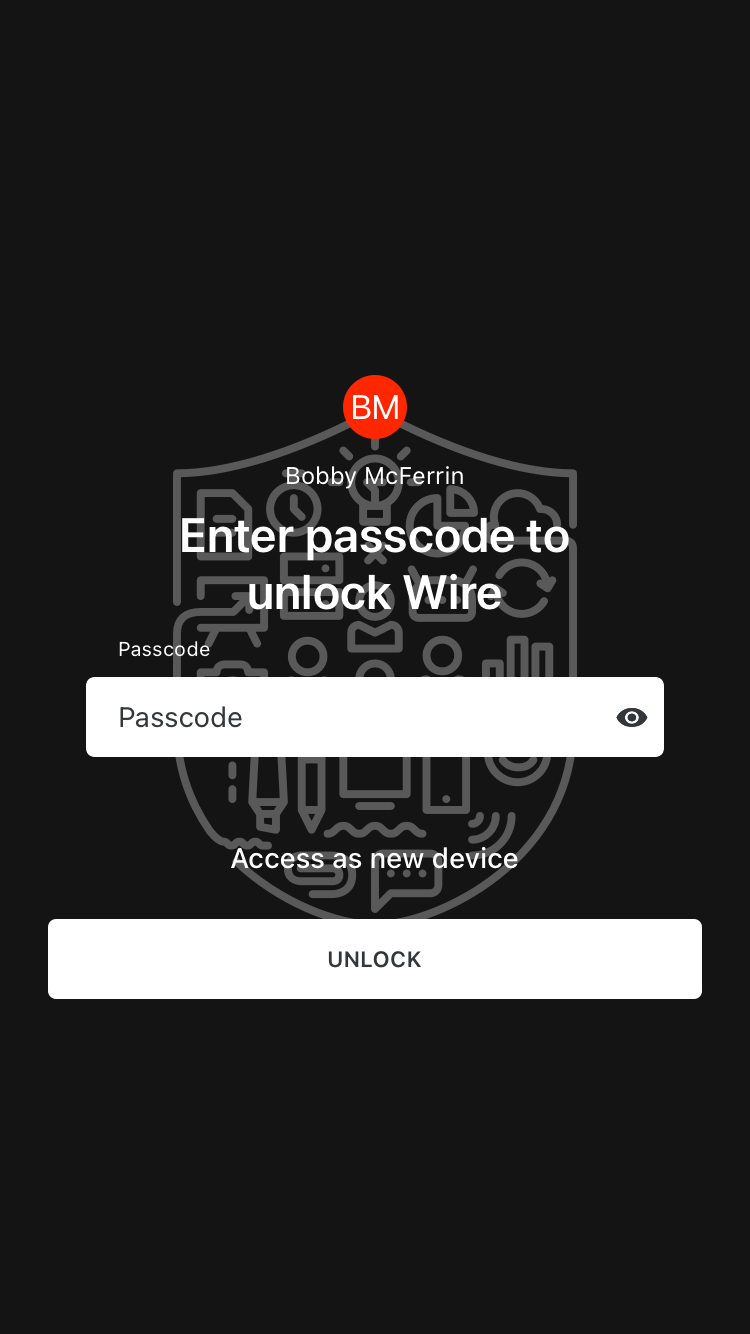 BM
Bobby McFerrin
Enter passcode to
unlock Wire
Passcode
Passcode
Access as new device
UNLOCK